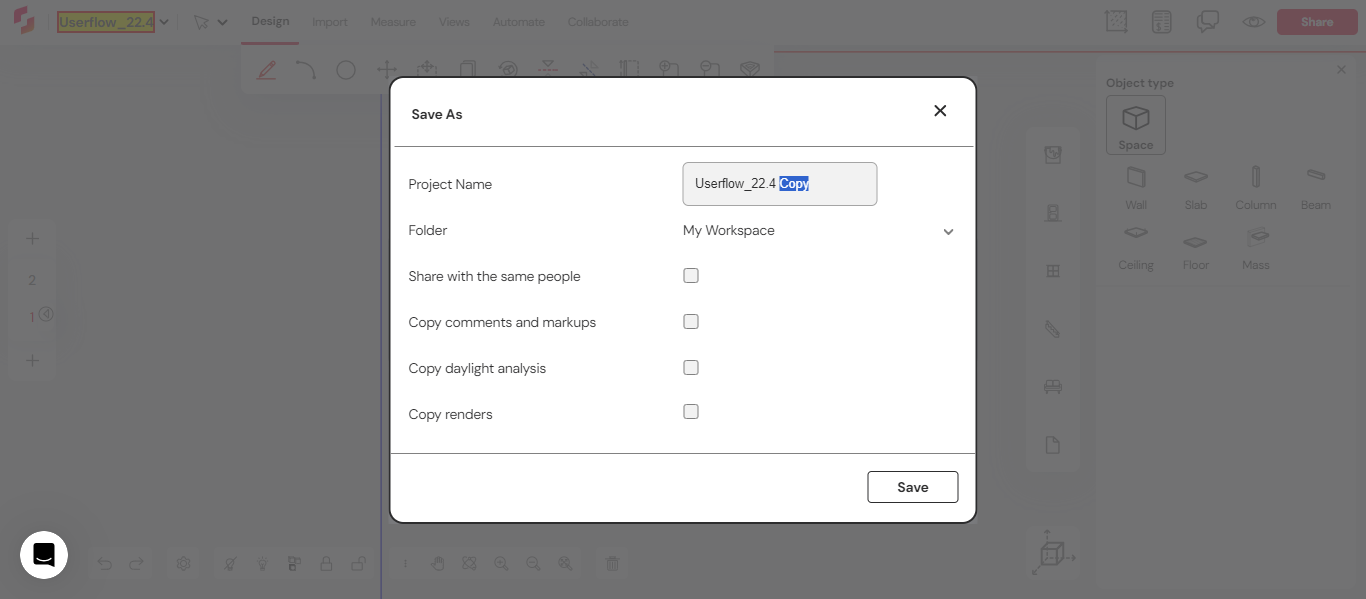 Userflow_22.4
Design
Import
Measure
Views
Automate
Collaborate
Share
Object type
Space
Wall
Slab
Column
Beam
Ceiling
Floor
Mass
2
1
Save As
Project Name
Userflow_22.4 Copy
Folder
My Workspace
Share with the same people
Copy comments and markups
Copy daylight analysis
Copy renders
Save